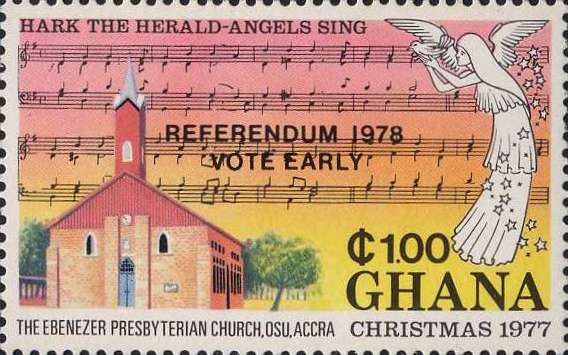 HARK THE HERALD-ANGELS SING
REFERENDUM 1978
VOTE EARLY
₵1.00
GHANA
THE EBENEZER PRESBYTERIAN CHURCH,OSU,ACCRA
CHRISTMAS 1977